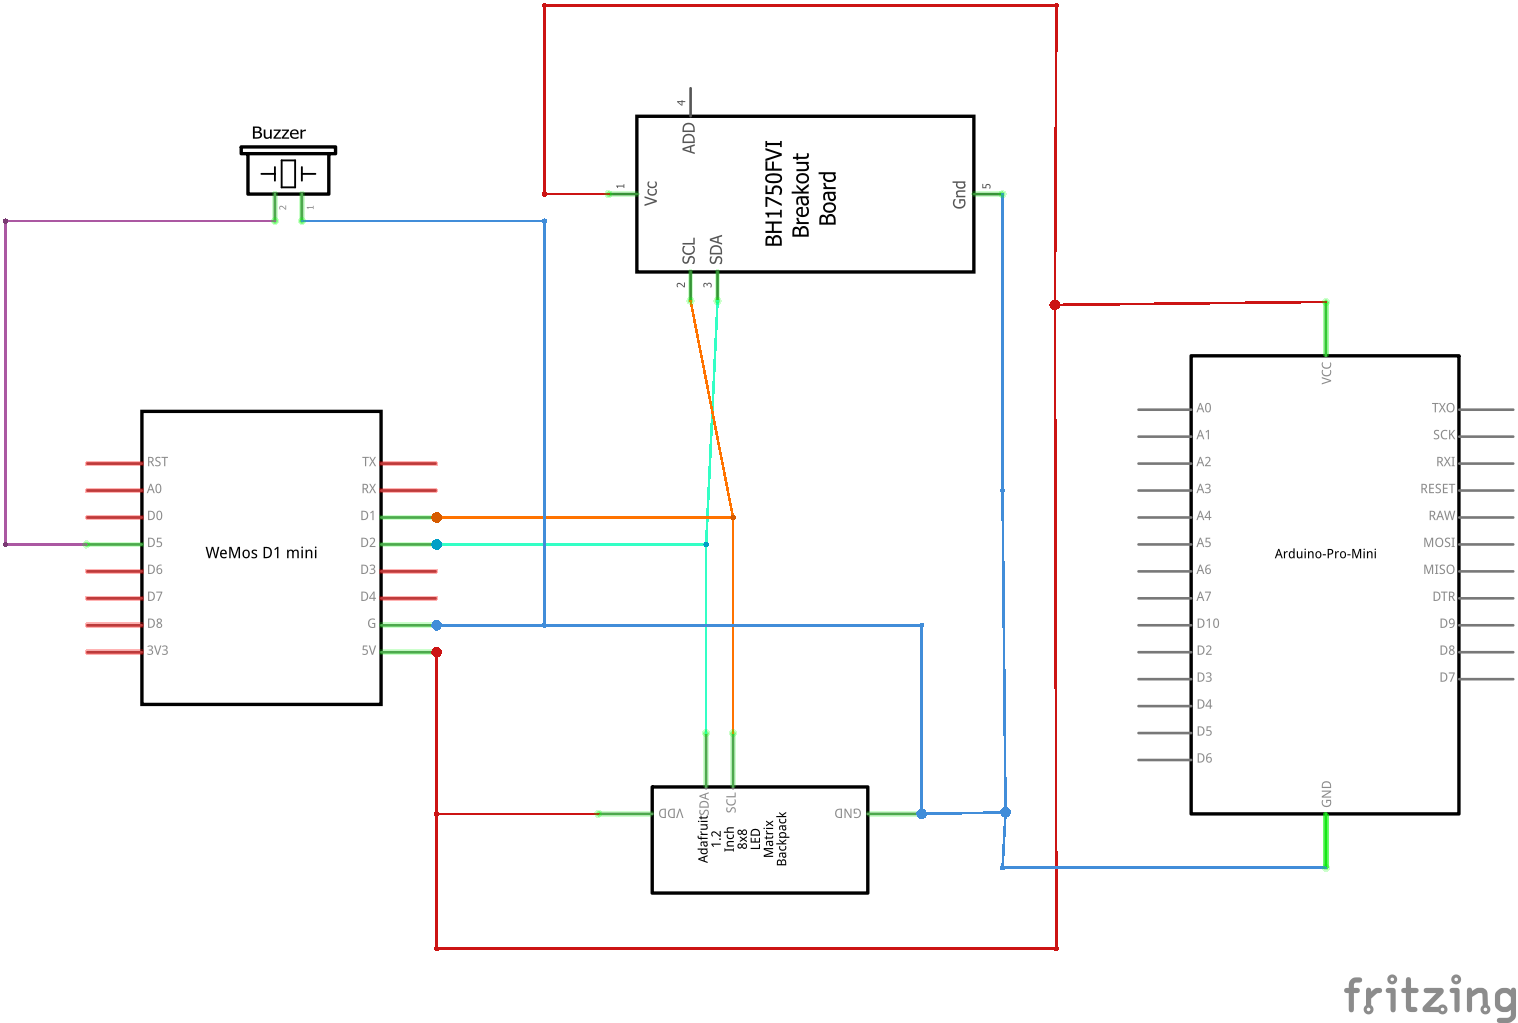 Buzzer
2
1
4
ADD
1
Vcc
BH1750FVI
Breakout
Board
Gnd
5
SCL
SDA
2
3
VCC
RST
A0
D0
D5
D6
D7
D8
3V3
WeMos D1 mini
TX
RX
D1
D2
D3
D4
G
5V
A0
A1
A2
A3
A4
A5
A6
A7
D10
D2
D3
D4
D5
D6
Arduino-Pro-Mini
TXO
SCK
RXI
RESET
RAW
MOSI
MISO
DTR
D9
D8
D7
GND
VDD
SDA
SCL
GND
Adafruit
1.2
Inch
8x8
LED
Matrix
Backpack
fritzing